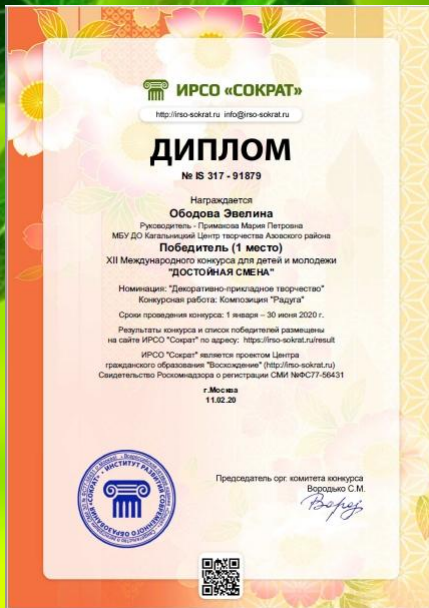 ИРСО «СОКРАТ»
http://irso-sokrat.ru info@irso-sokrat.ru
ДИПЛОМ
№ IS 317 - 91879
Награждается
Ободова Эвелина
Руководитель - Примакова Мария Петровна
МБУ ДО Кагальницкий Центр творчества Азовского района
Победитель (1 место)
XII Международного конкурса для детей и молодежи
"ДОСТОЙНАЯ СМЕНА"
Номинация: "Декоративно-прикладное творчество"
Конкурсная работа: Композиция "Радуга"
Сроки проведения конкурса: 1 января – 30 июня 2020 г.
Результаты конкурса и список победителей размещены
на сайте ИРСО "Сократ" по адресу: https://irso-sokrat.ru/result
ИРСО "Сократ" является проектом Центра
гражданского образования "Восхождение" (http://irso-sokrat.ru)
Свидетельство Роскомнадзора о регистрации СМИ №ФС77-56431
г.Москва
11.02.20
Председатель орг. комитета конкурса
Вородько С.М.
ИНСТИТУТ РАЗВИТИЯ СОВРЕМЕННОГО ОБРАЗОВАНИЯ «СОКРАТ»